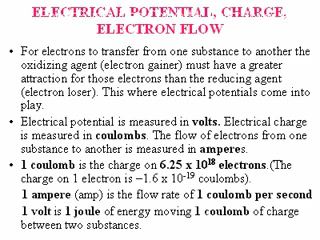 ELECTRICAL POTENTIAL, CHARGE,
ELECTRON FLOW
• For electrons to transfer from one substance to another the
oxidizing agent (electron gainer) must have a greater
attraction for those electrons than the reducing agent
(electron loser). This where electrical potentials come into
play.
• Electrical potential is measured in volts. Electrical charge
is measured in coulombs. The flow of electrons from one
substance to another is measured in amperes.
• 1 coulomb is the charge on 6.25 x 10¹⁸ electrons.(The
charge on 1 electron is –1.6 x 10⁻¹⁹ coulombs).
1 ampere (amp) is the flow rate of 1 coulomb per second
1 volt is 1 joule of energy moving 1 coulomb of charge
between two substances.